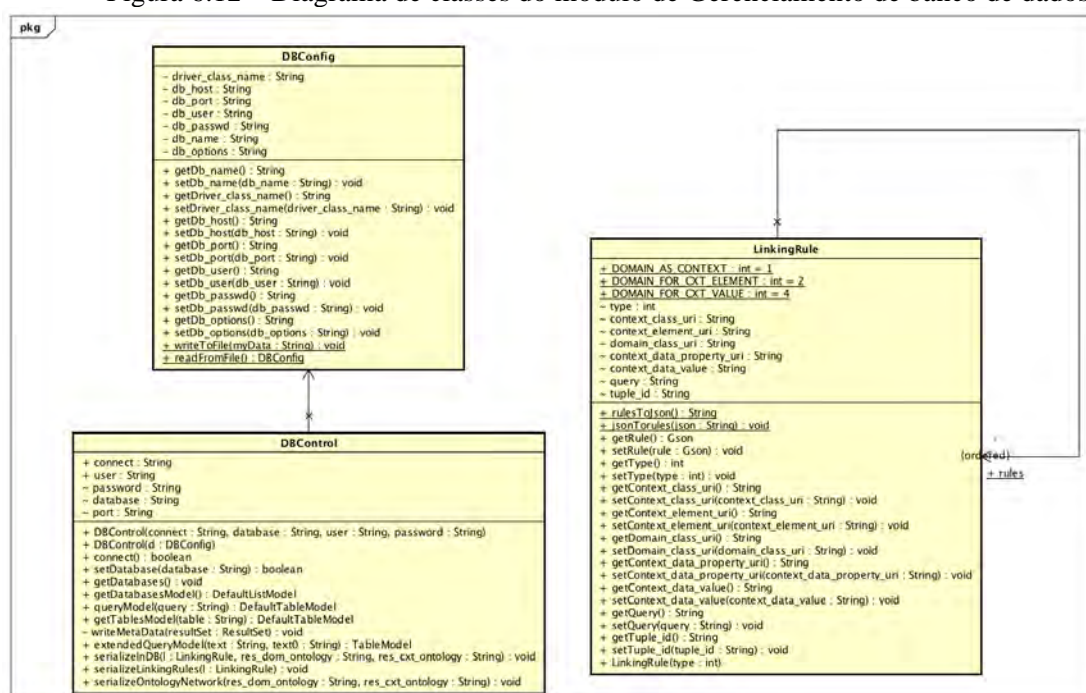 Figura 6.12 – Diagrama de classes do módulo de Gerenciamento de banco de dados
pkg
DBConfig
- driver_class_name : String
- db_host : String
- db_port : String
- db_user : String
- db_passwd : String
- db_name : String
- db_options : String
+ getDb_name() : String
+ setDb_name(db_name : String) : void
+ getDriver_class_name() : String
+ setDriver_class_name(driver_class_name : String) : void
+ getDb_host() : String
+ setDb_host(db_host : String) : void
+ getDb_port() : String
+ setDb_port(db_port : String) : void
+ getDb_user() : String
+ setDb_user(db_user : String) : void
+ getDb_passwd() : String
+ setDb_passwd(db_passwd : String) : void
+ getDb_options() : String
+ setDb_options(db_options : String) : void
+ writeToFile(myData : String) : void
+ readFromFile() : DBConfig
DBControl
+ connect : String
+ user : String
~ password : String
~ database : String
~ port : String
+ DBControl(connect : String, database : String, user : String, password : String)
+ DBControl(d : DBConfig)
+ connect() : boolean
+ setDatabase(database : String) : boolean
+ getDatabases() : void
+ getDatabasesModel() : DefaultListModel
+ queryModel(query : String) : DefaultTableModel
+ getTablesModel(table : String) : DefaultTableModel
- writeMetaData(resultSet : ResultSet) : void
+ extendedQueryModel(text : String, text0 : String) : TableModel
+ serializeInDB(l : LinkingRule, res_dom_ontology : String, res_cxt_ontology : String) : void
+ serializeLinkingRules(l : LinkingRule) : void
+ serializeOntologyNetwork(res_dom_ontology : String, res_cxt_ontology : String) : void
LinkingRule
+ DOMAIN_AS_CONTEXT : int = 1
+ DOMAIN_FOR_CXT_ELEMENT : int = 2
+ DOMAIN_FOR_CXT_VALUE : int = 4
~ type : int
~ context_class_uri : String
~ context_element_uri : String
~ domain_class_uri : String
~ context_data_property_uri : String
~ context_data_value : String
~ query : String
~ tuple_id : String
+ rulesToJson() : String
+ jsonTorules(json : String) : void
+ getRule() : Gson
+ setRule(rule : Gson) : void
+ getType() : int
+ setType(type : int) : void
+ getContext_class_uri() : String
+ setContext_class_uri(context_class_uri : String) : void
+ getContext_element_uri() : String
+ setContext_element_uri(context_element_uri : String) : void
+ getDomain_class_uri() : String
+ setDomain_class_uri(domain_class_uri : String) : void
+ getContext_data_property_uri() : String
+ setContext_data_property_uri(context_data_property_uri : String) : void
+ getContext_data_value() : String
+ setContext_data_value(context_data_value : String) : void
+ getQuery() : String
+ setQuery(query : String) : void
+ getTuple_id() : String
+ setTuple_id(tuple_id : String) : void
+ LinkingRule(type : int)
(ordered)
+ rules